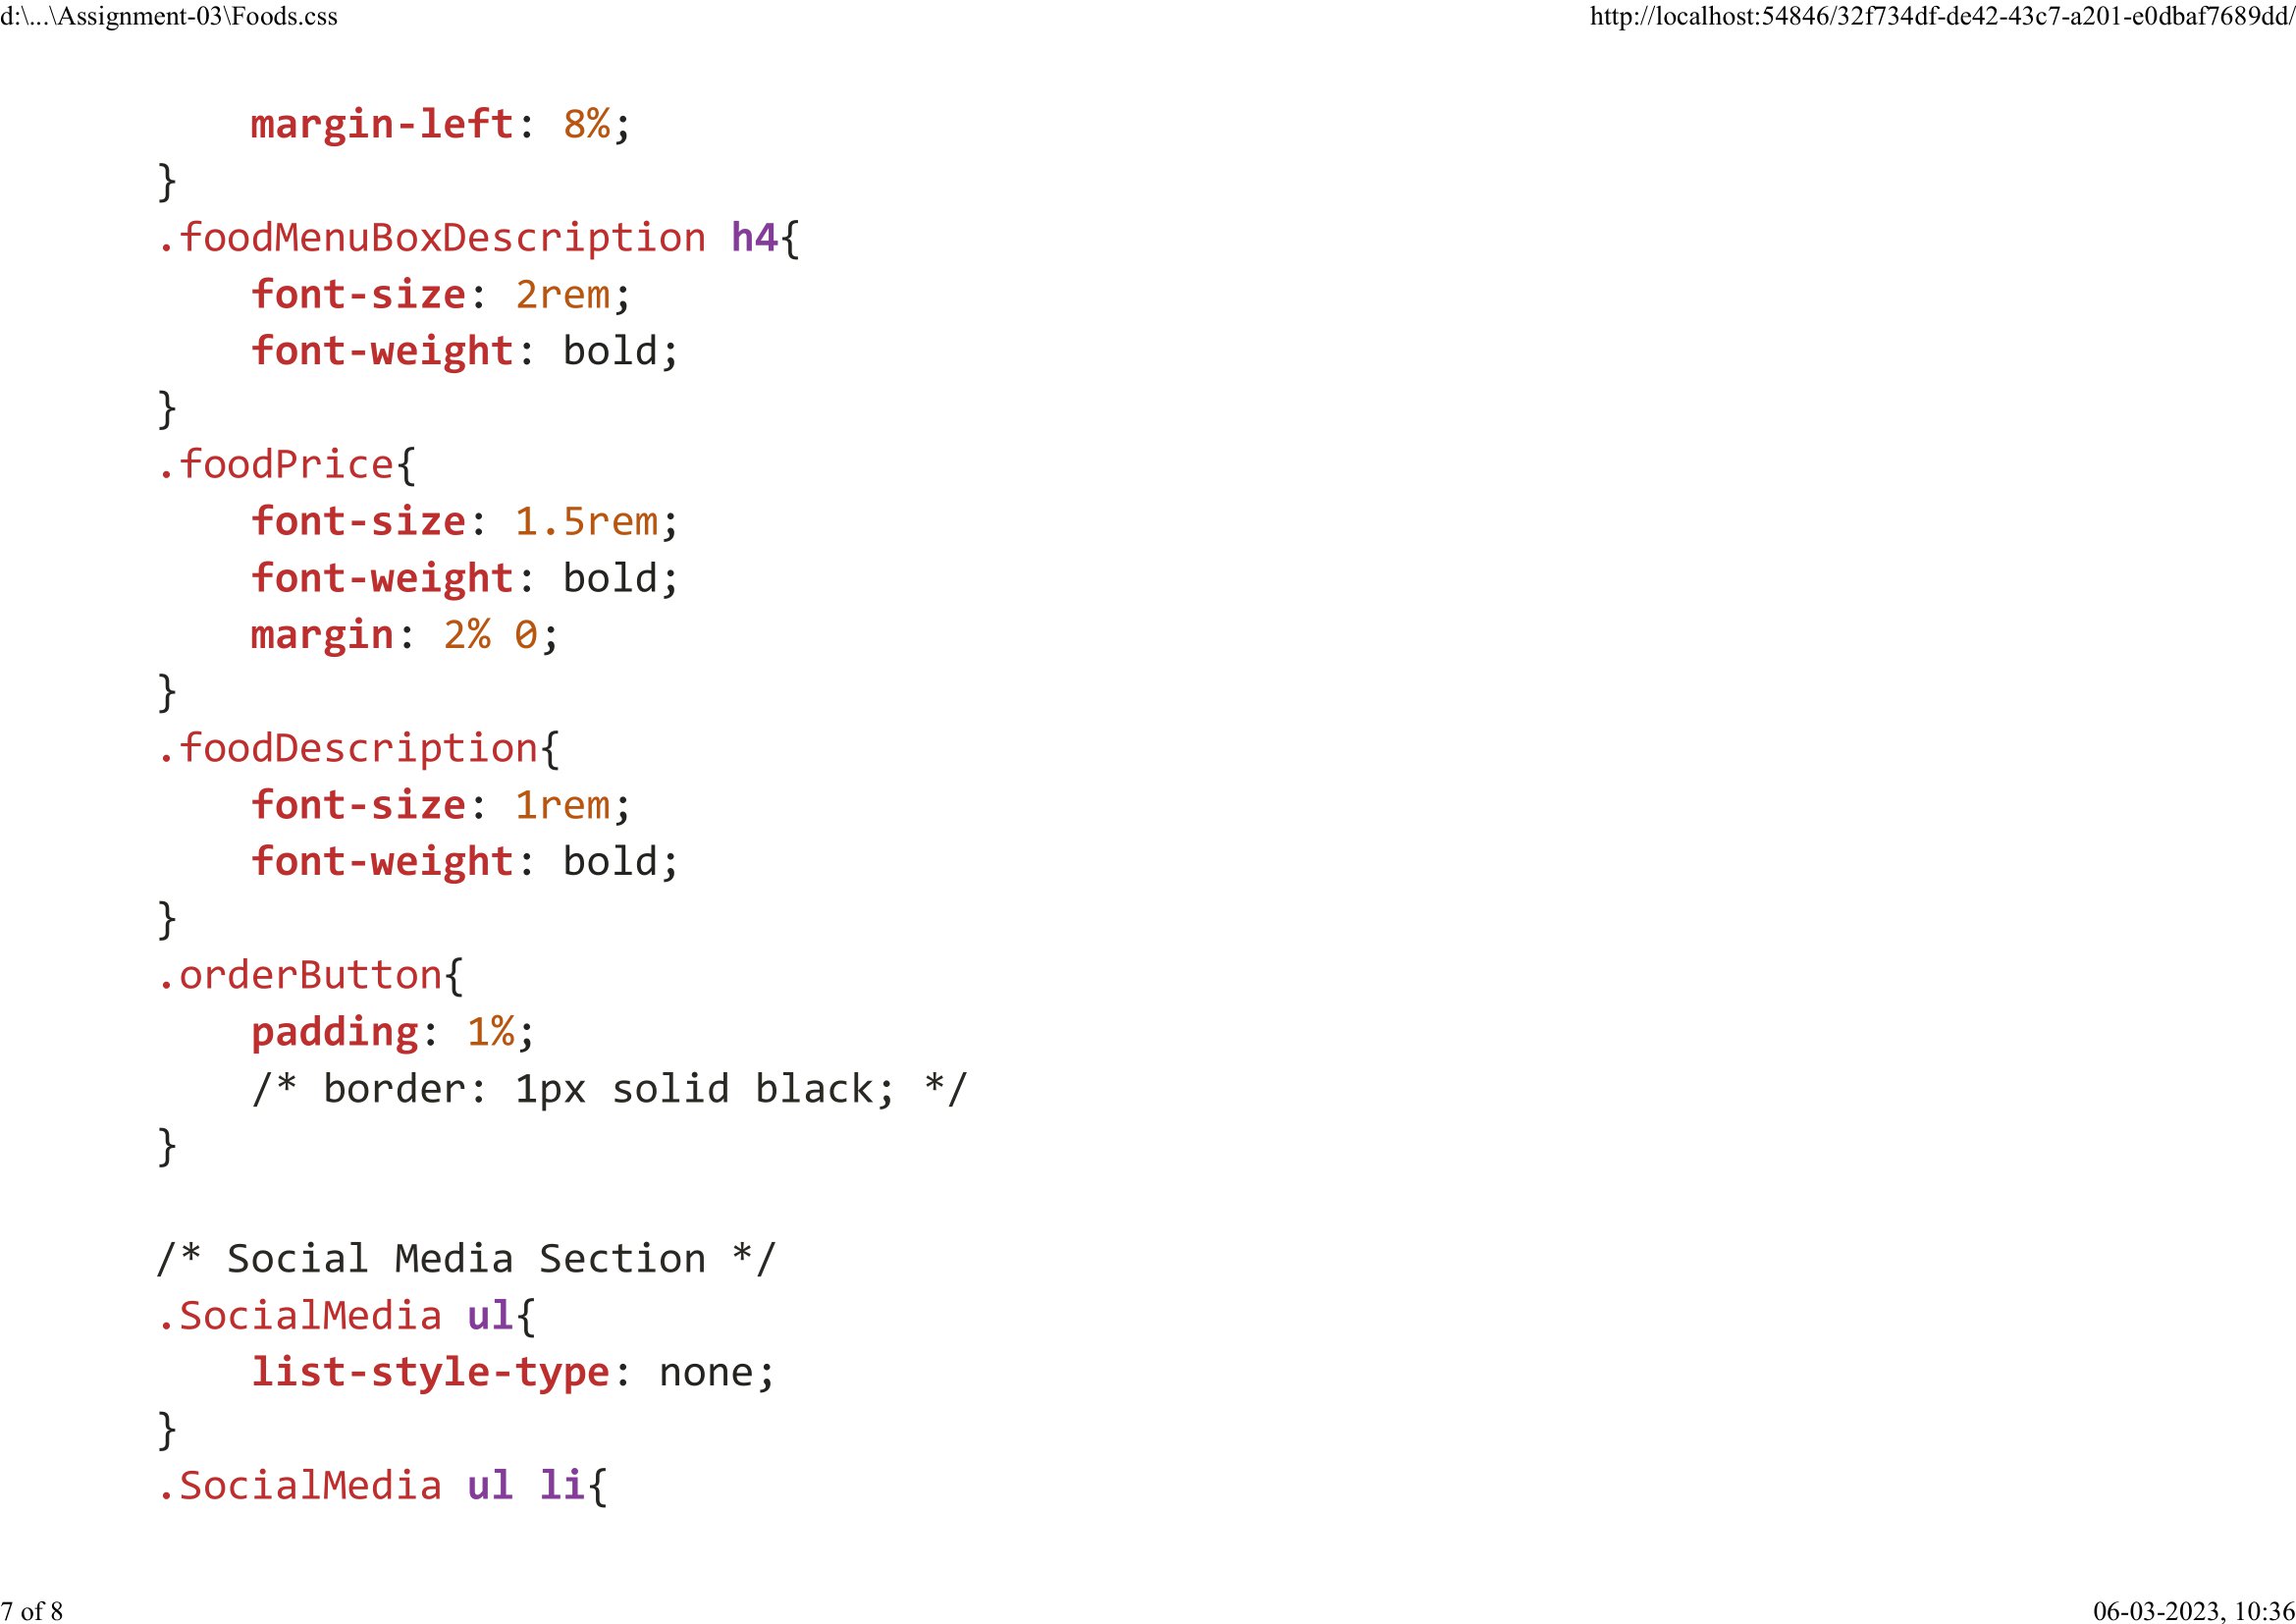 d:\...\Assignment-03\Foods.css http://localhost:54846/32f734df-de42-43c7-a201-e0dbaf7689dd/
    margin-left: 8%;
}
.foodMenuBoxDescription h4{
    font-size: 2rem;
    font-weight: bold;
}
.foodPrice{
    font-size: 1.5rem;
    font-weight: bold;
    margin: 2% 0;
}
.foodDescription{
    font-size: 1rem;
    font-weight: bold;
}
.orderButton{
    padding: 1%;
    /* border: 1px solid black; */
}

/* Social Media Section */
.SocialMedia ul{
    list-style-type: none;
}
.SocialMedia ul li{
7 of 8 06-03-2023, 10:36